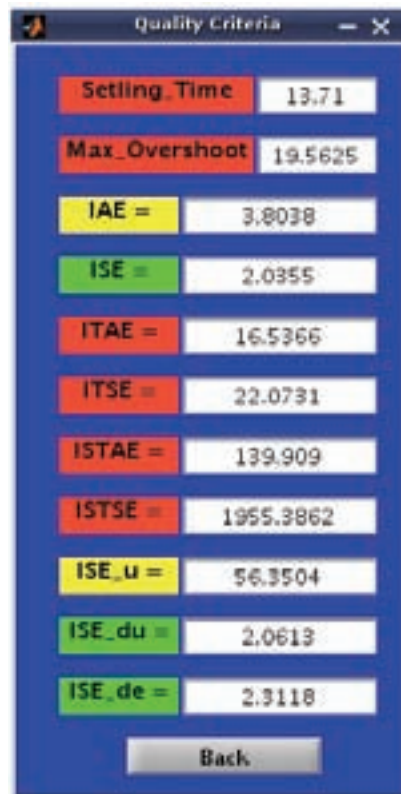 Quality Criteria
Setling_Time 13.71
Max_Overshoot 19.5625
IAE = 3.8038
ISE = 2.0355
ITAE = 16.5366
ITSE = 22.0731
ISTAE = 139.909
ISTSE = 1955.3862
ISE_u = 56.3504
ISE_du = 2.0613
ISE_de = 2.3118
Back